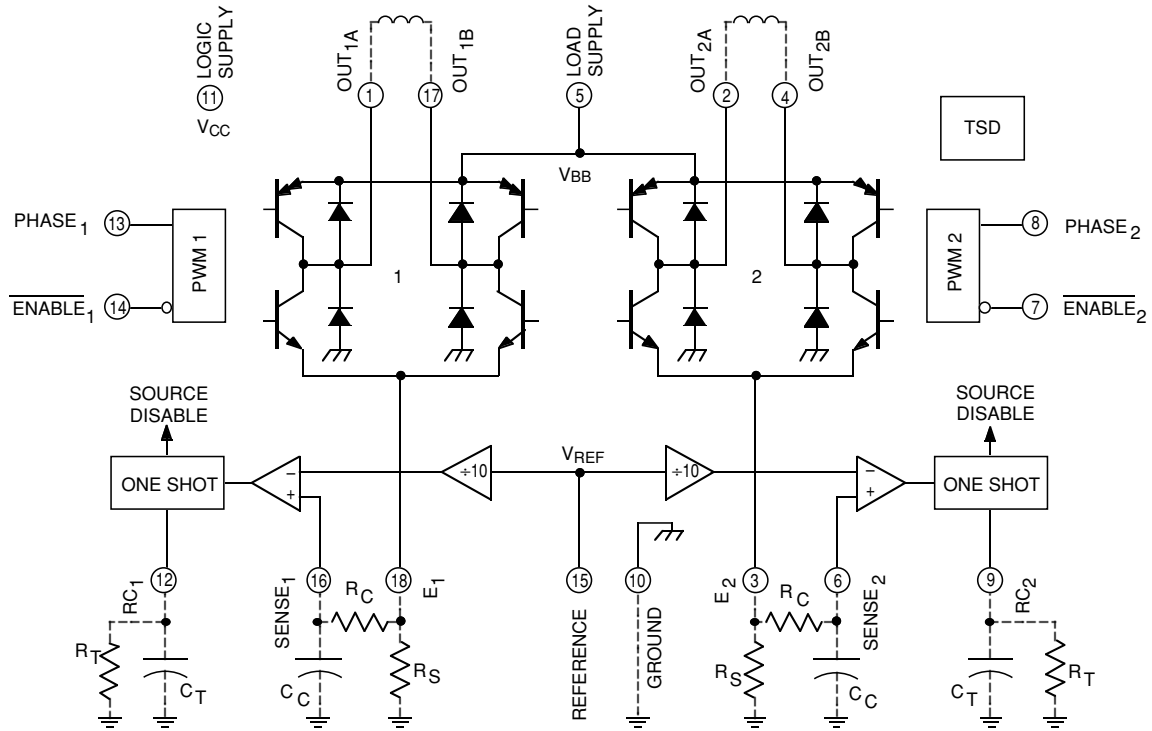 LOGIC SUPPLY
11
VCC
OUT1A
1
OUT1B
17
LOAD SUPPLY
5
VBB
OUT2A
2
OUT2B
4
TSD
PHASE1
13
ENABLE1
14
PWM 1
1
2
PWM 2
8
PHASE2
7
ENABLE2
SOURCE
DISABLE
ONE SHOT
−
+
÷10
VREF
÷10
−
+
SOURCE
DISABLE
ONE SHOT
RC1
12
SENSE1
16
RC
18
E1
15
REFERENCE
10
GROUND
E2
3
RC
6
SENSE2
9
RC2
RT
CT
CC
RS
RS
CC
CT
RT